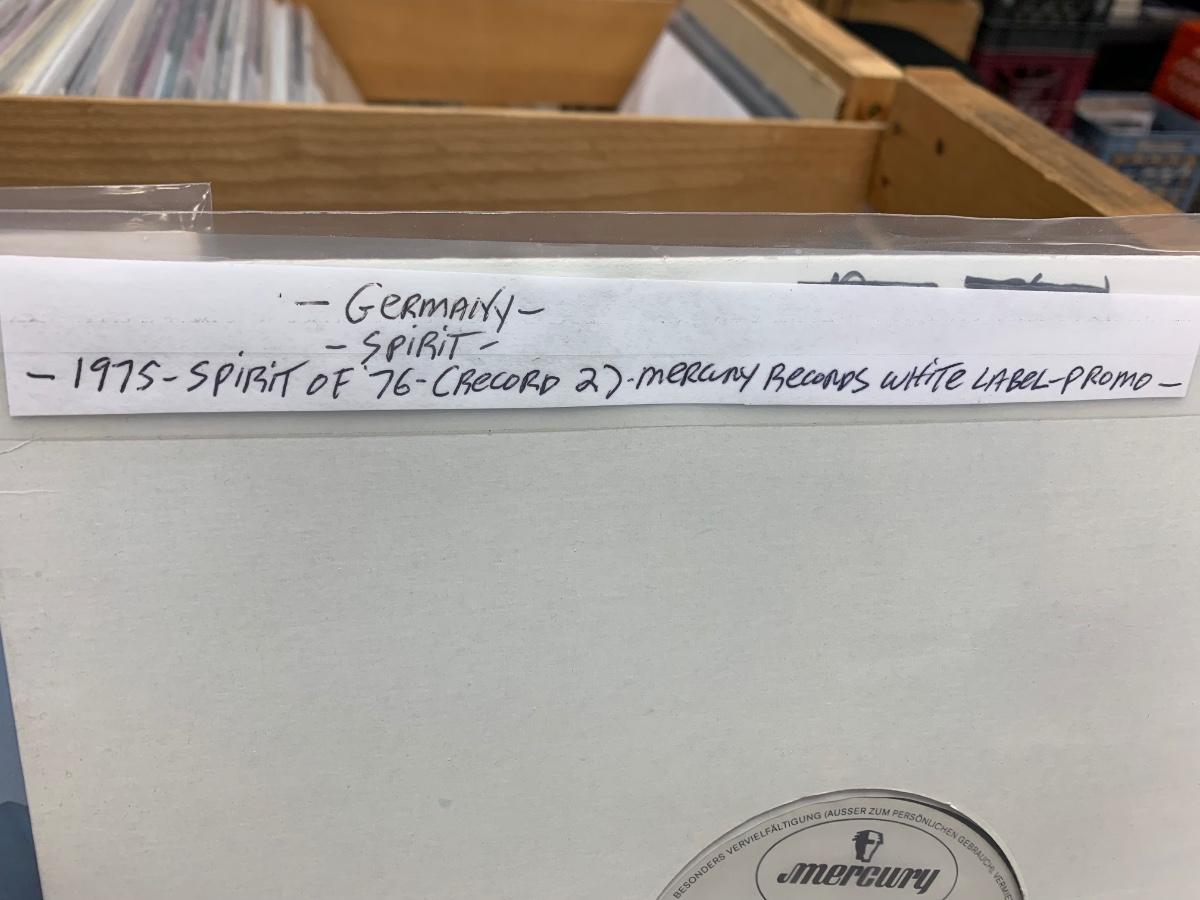 - GERMANY -
- SPIRIT -
- 1975 - SPIRIT OF '76 - (RECORD 2) - MERCURY RECORDS WHITE LABEL - PROMO -
BESONDERS VERVIELFÄLTIGUNG (AUSSER ZUM PERSÖNLICHEN GEBRAUCH),
mercury